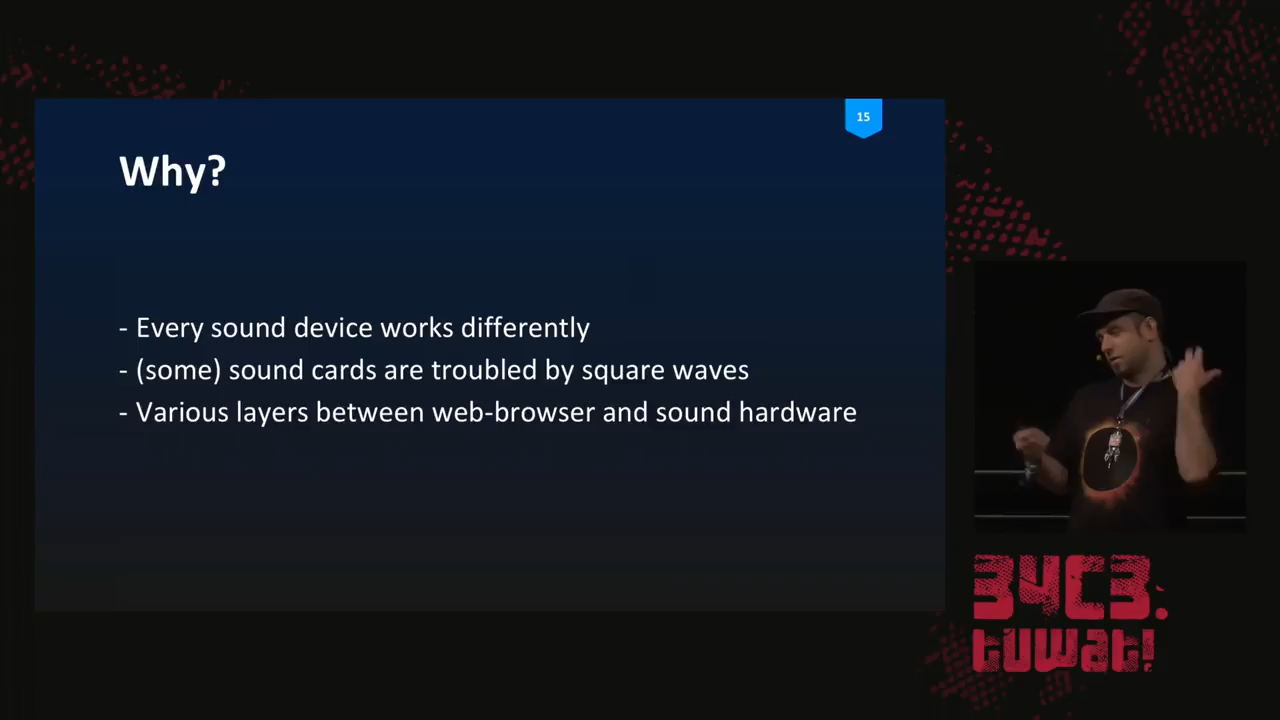 15
Why?
- Every sound device works differently
- (some) sound cards are troubled by square waves
- Various layers between web-browser and sound hardware
34C3.
tuwat!